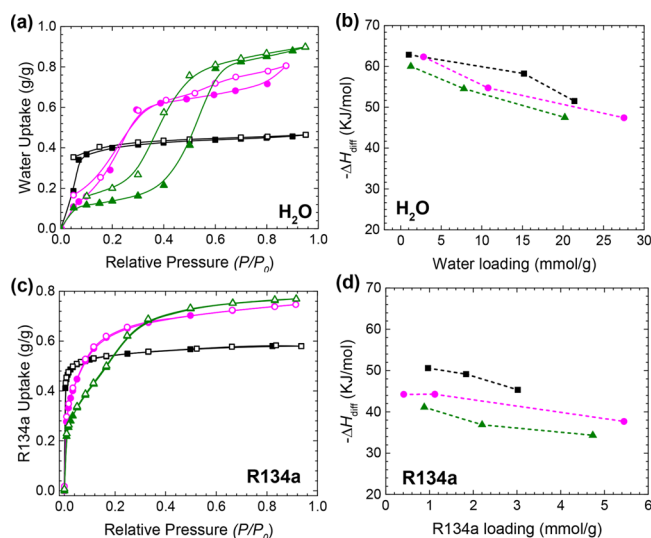 (a)
1.0
0.8
0.6
0.4
0.2
0.0
Water Uptake (g/g)
H2O
0.0 0.2 0.4 0.6 0.8 1.0
Relative Pressure (P/P0)
(b)
80
70
60
50
40
30
20
-ΔHdiff (KJ/mol)
H2O
0 5 10 15 20 25 30
Water loading (mmol/g)
(c)
0.8
0.6
0.4
0.2
0.0
R134a Uptake (g/g)
R134a
0.0 0.2 0.4 0.6 0.8 1.0
Relative Pressure (P/P0)
(d)
70
60
50
40
30
20
-ΔHdiff (KJ/mol)
R134a
0 1 2 3 4 5 6
R134a loading (mmol/g)